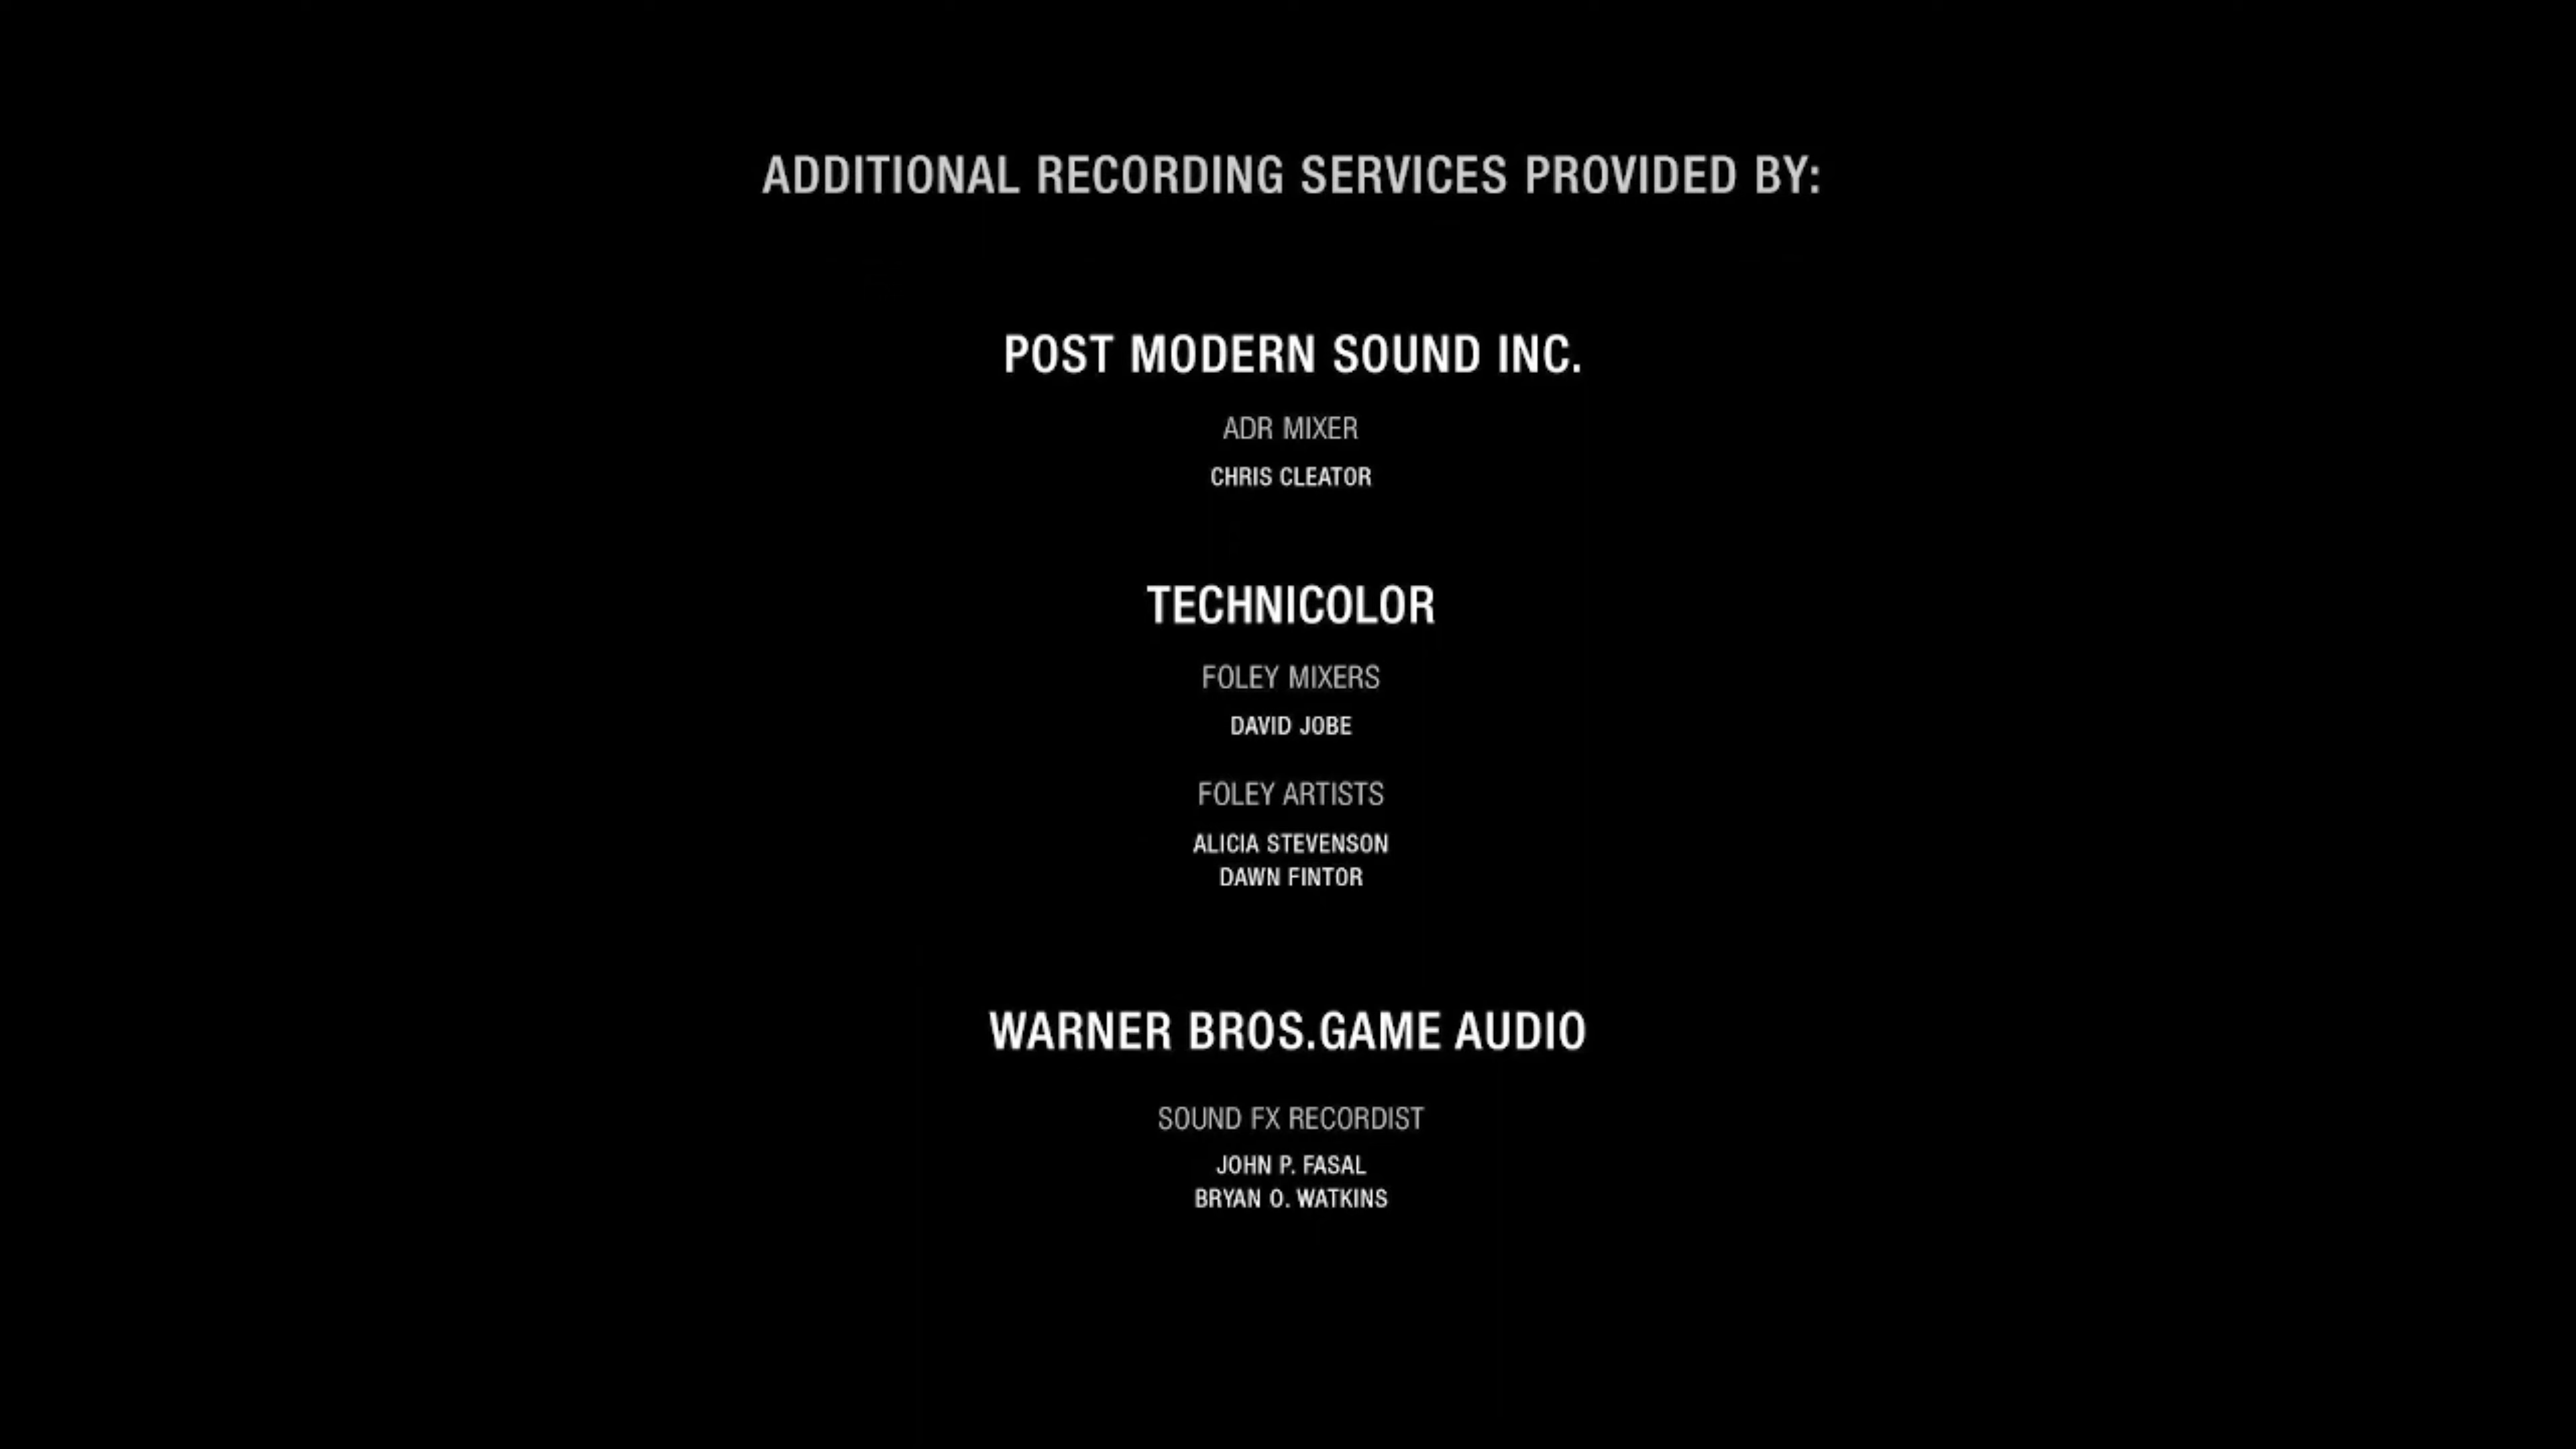 ADDITIONAL RECORDING SERVICES PROVIDED BY:
POST MODERN SOUND INC.
ADR MIXER
CHRIS CLEATOR
TECHNICOLOR
FOLEY MIXERS
DAVID JOBE
FOLEY ARTISTS
ALICIA STEVENSON
DAWN FINTOR
WARNER BROS.GAME AUDIO
SOUND FX RECORDIST
JOHN P. FASAL
BRYAN O. WATKINS